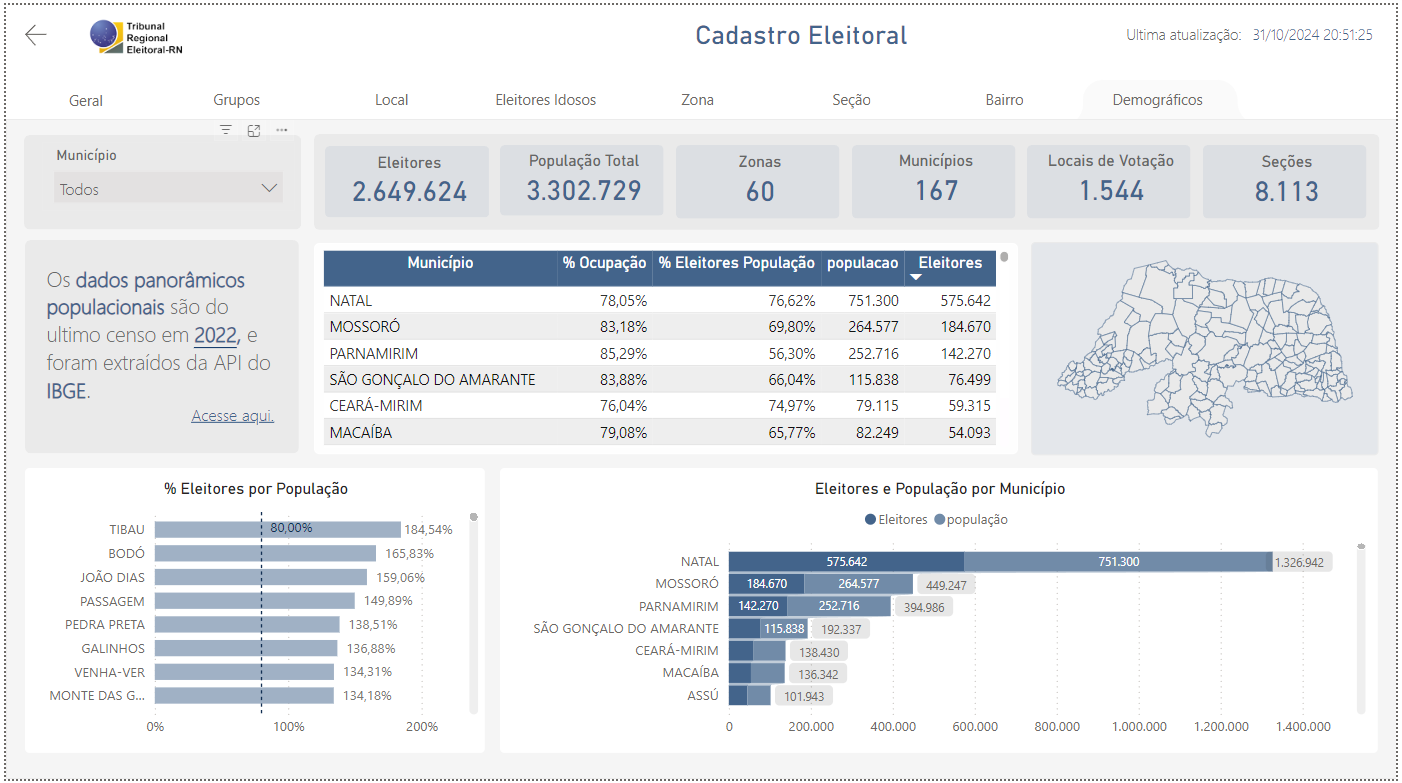 Tribunal
Regional
Eleitoral-RN
Cadastro Eleitoral
Ultima atualização: 31/10/2024 20:51:25
Geral Grupos Local Eleitores Idosos Zona Seção Bairro Demográficos
Município
Todos
Eleitores
2.649.624
População Total
3.302.729
Zonas
60
Municípios
167
Locais de Votação
1.544
Seções
8.113
Os dados panorâmicos
populacionais são do
ultimo censo em 2022, e
foram extraídos da API do
IBGE.
Acesse aqui.
Município % Ocupação % Eleitores População populacao Eleitores
NATAL 78,05% 76,62% 751.300 575.642
MOSSORÓ 83,18% 69,80% 264.577 184.670
PARNAMIRIM 85,29% 56,30% 252.716 142.270
SÃO GONÇALO DO AMARANTE 83,88% 66,04% 115.838 76.499
CEARÁ-MIRIM 76,04% 74,97% 79.115 59.315
MACAÍBA 79,08% 65,77% 82.249 54.093
% Eleitores por População
80,00%
TIBAU 184,54%
BODÓ 165,83%
JOÃO DIAS 159,06%
PASSAGEM 149,89%
PEDRA PRETA 138,51%
GALINHOS 136,88%
VENHA-VER 134,31%
MONTE DAS G... 134,18%
0% 100% 200%
Eleitores e População por Município
Eleitores população
NATAL 575.642 751.300 1.326.942
MOSSORÓ 184.670 264.577 449.247
PARNAMIRIM 142.270 252.716 394.986
SÃO GONÇALO DO AMARANTE 115.838 192.337
CEARÁ-MIRIM 138.430
MACAÍBA 136.342
ASSÚ 101.943
0 200.000 400.000 600.000 800.000 1.000.000 1.200.000 1.400.000